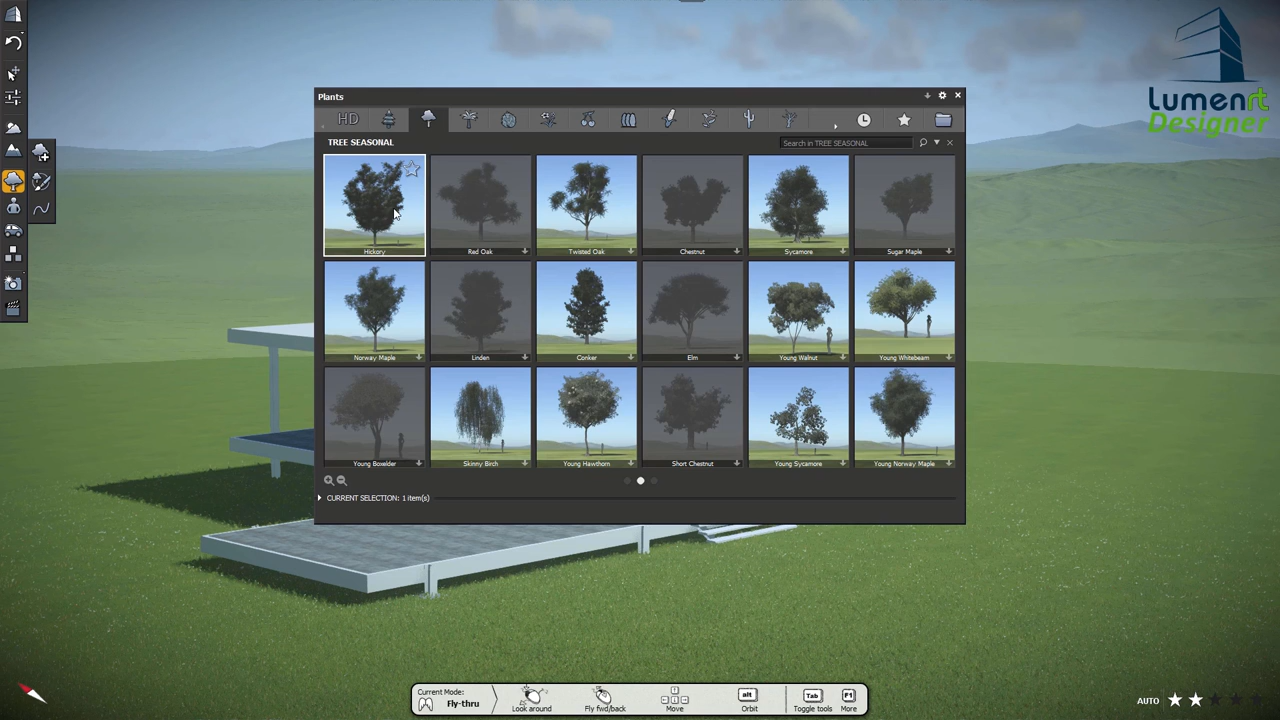 Lumenrt
Designer
Plants
HD
TREE SEASONAL
Search in TREE SEASONAL
Hickory
Red Oak
Twisted Oak
Chestnut
Sycamore
Sugar Maple
Norway Maple
Linden
Conker
Elm
Young Walnut
Young Whitebeam
Young Boxelder
Skinny Birch
Young Hawthorn
Short Chestnut
Young Sycamore
Young Norway Maple
CURRENT SELECTION: 1 item(s)
Current Mode:
Fly-thru
Look around
Fly fwd/back
Move
alt
Orbit
Tab
Toggle tools
F1
More
AUTO